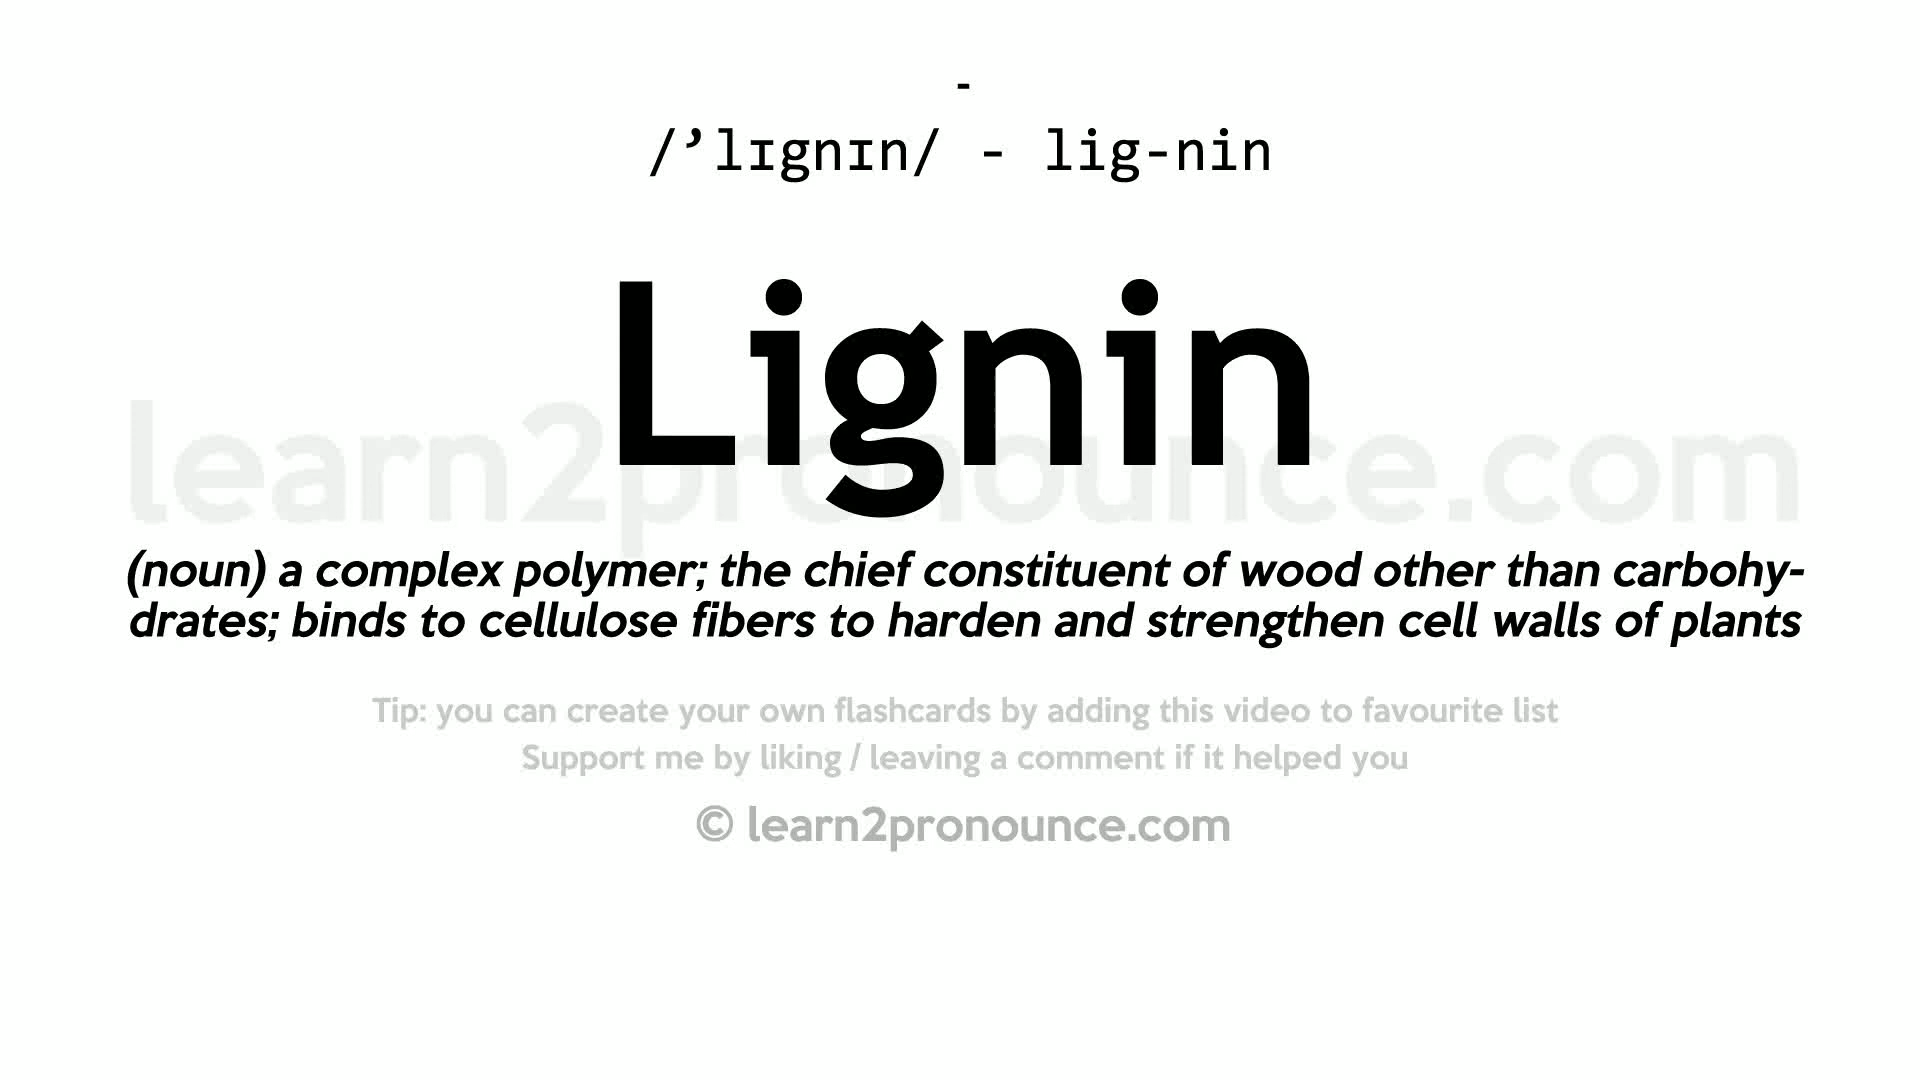 -
/’lɪgnɪn/ - lig-nin
Lignin
learn2pronounce.com
(noun) a complex polymer; the chief constituent of wood other than carbohy-
drates; binds to cellulose fibers to harden and strengthen cell walls of plants
Tip: you can create your own flashcards by adding this video to favourite list
Support me by liking / leaving a comment if it helped you
© learn2pronounce.com